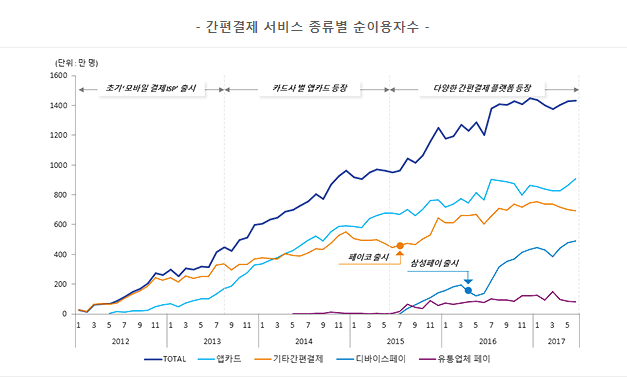 - 간편결제 서비스 종류별 순이용자수 -
(단위 : 만 명)
1600
1400
1200
1000
800
600
400
200
0
초기 '모바일 결제ISP' 출시
카드사 별 앱카드 등장
다양한 간편결제 플랫폼 등장
페이코 출시
삼성페이 출시
1 3 5 7 9 11 1 3 5 7 9 11 1 3 5 7 9 11 1 3 5 7 9 11 1 3 5 7 9 11 1 3 5
2012 2013 2014 2015 2016 2017
TOTAL 앱카드 기타간편결제 디바이스페이 유통업체 페이